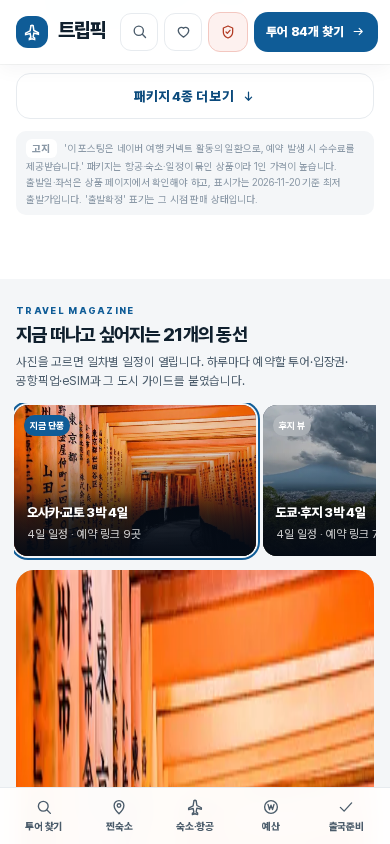 트립픽
투어 84개 찾기 →
패키지 4종 더 보기 ↓
고지 '이 포스팅은 네이버 여행 커넥트 활동의 일환으로, 예약 발생 시 수수료를
제공받습니다.' 패키지는 항공·숙소·일정이 묶인 상품이라 1인 가격이 높습니다.
출발일·좌석은 상품 페이지에서 확인해야 하고, 표시가는 2026-11-20 기준 최저
출발가입니다. '출발확정' 표기는 그 시점 판매 상태입니다.
TRAVEL MAGAZINE
지금 떠나고 싶어지는 21개의 동선
사진을 고르면 일차별 일정이 열립니다. 하루마다 예약할 투어·입장권·
공항픽업·eSIM과 그 도시 가이드를 붙였습니다.
지금 단풍
오사카·교토 3박 4일
4일 일정 · 예약 링크 9곳
후지 뷰
도쿄·후지 3박 4일
4일 일정 · 예약 링크 7
州市
東京
투어 찾기
찐숙소
숙소·항공
예산
출국준비